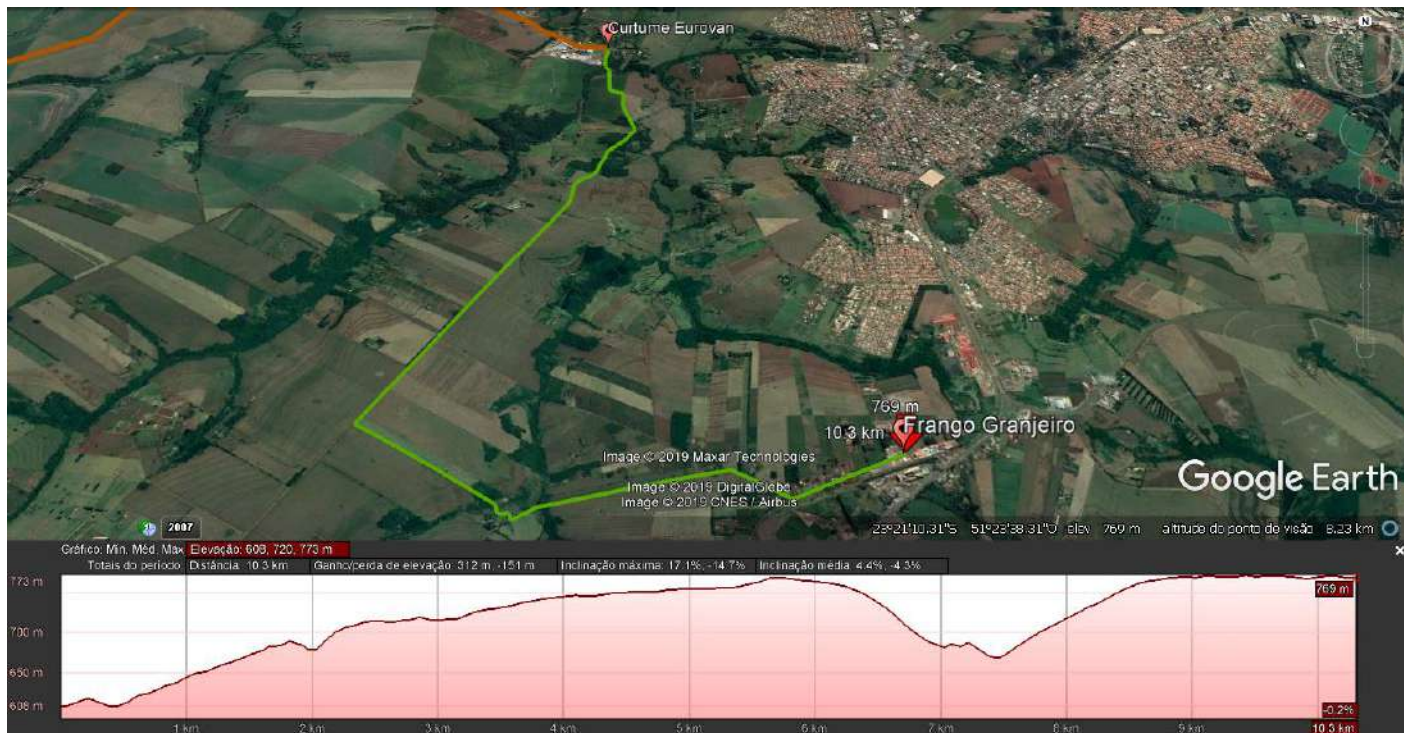 Curtume Eurovan
N
769 m
10.3 km
Frango Granjeiro
Image © 2019 Maxar Technologies
Image © 2019 DigitalGlobe
Image © 2019 CNES / Airbus
Google Earth
2007
23°21'10.31"S 51°23'38.31"O elev 769 m altitude do ponto de visão 8.23 km
Gráfico: Min, Méd, Max Elevação: 608, 720, 773 m
Totais do período Distância: 10.3 km Ganho/perda de elevação: 312 m, -151 m Inclinação máxima: 17.1%, -14.7% Inclinação média: 4.4%, -4.3%
773 m
769 m
700 m
650 m
608 m
-0.2%
1 km 2 km 3 km 4 km 5 km 6 km 7 km 8 km 9 km 10.3 km